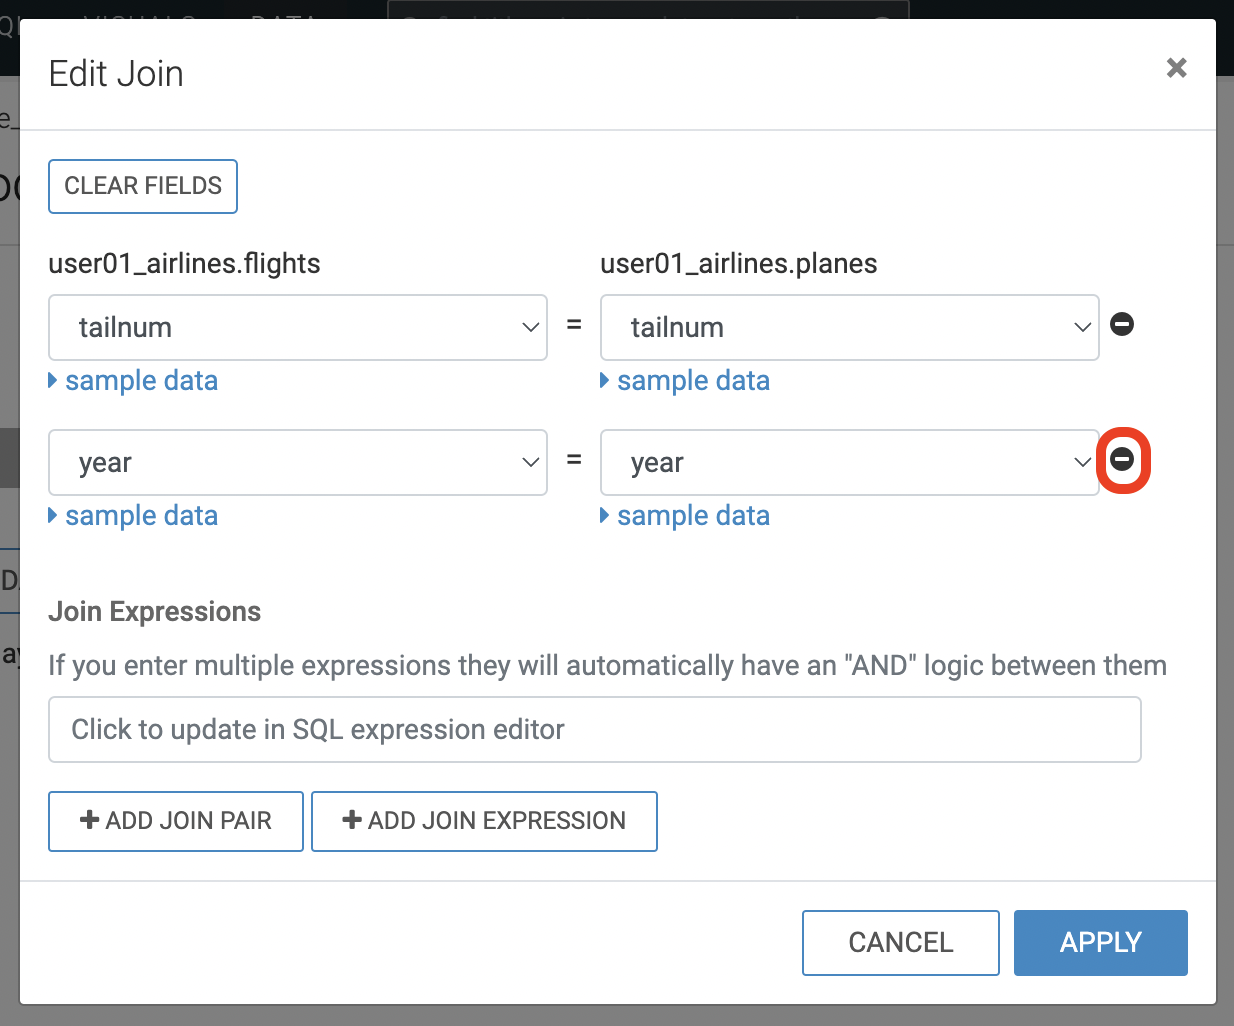 Edit Join
CLEAR FIELDS
user01_airlines.flights
user01_airlines.planes
tailnum
=
tailnum
sample data
sample data
year
=
year
sample data
sample data
Join Expressions
If you enter multiple expressions they will automatically have an "AND" logic between them
Click to update in SQL expression editor
ADD JOIN PAIR
ADD JOIN EXPRESSION
CANCEL
APPLY